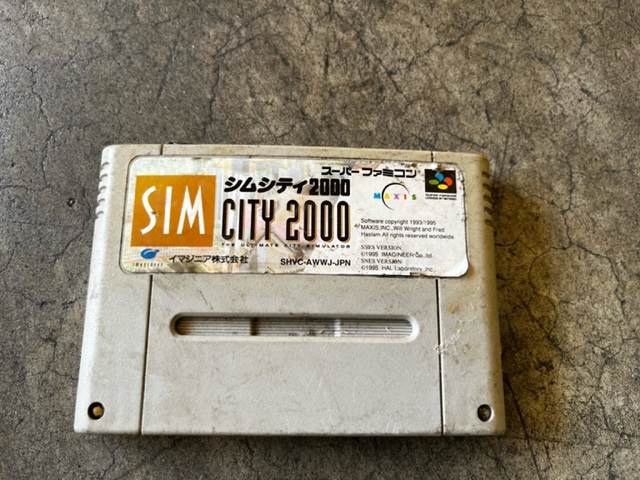 スーパーファミコン
シムシティ2000
SIM
CITY 2000
THE ULTIMATE CITY SIMULATOR
MAXIS
イマジニア株式会社
SHVC-AWWJ-JPN
Software copyright 1993/1995
MAXIS,INC.,Will Wright and Fred
Haslam.All rights reserved worldwide.
SSES VERSION
©1995 IMAGINEER Co.,ltd.
SNES VERSION
©1995 HAL Laboratory,Inc.